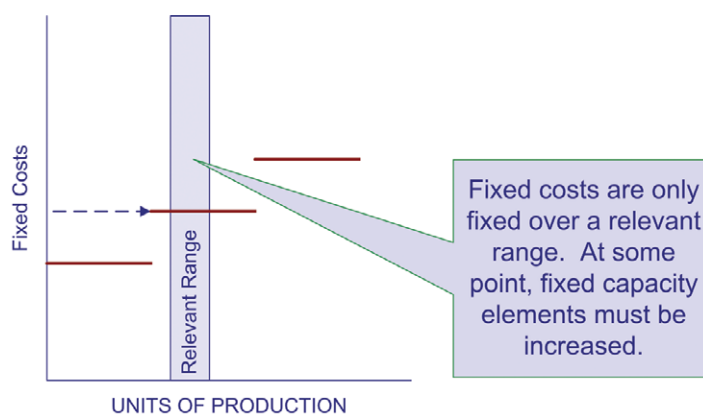 Fixed Costs
Relevant Range
Fixed costs are only
fixed over a relevant
range. At some
point, fixed capacity
elements must be
increased.
UNITS OF PRODUCTION